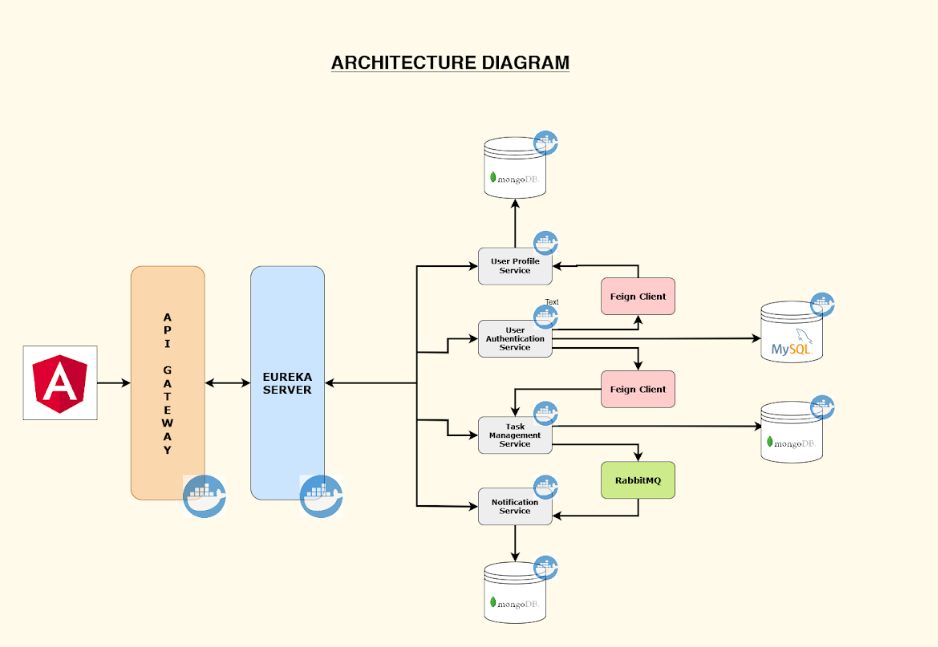 ARCHITECTURE DIAGRAM
mongoDB.
User Profile
Service
Feign Client
Text
User
Authentication
Service
MySQL
A
P
I
G
A
T
E
W
A
Y
EUREKA
SERVER
A
Feign Client
Task
Management
Service
mongoDB.
RabbitMQ
Notification
Service
mongoDB.